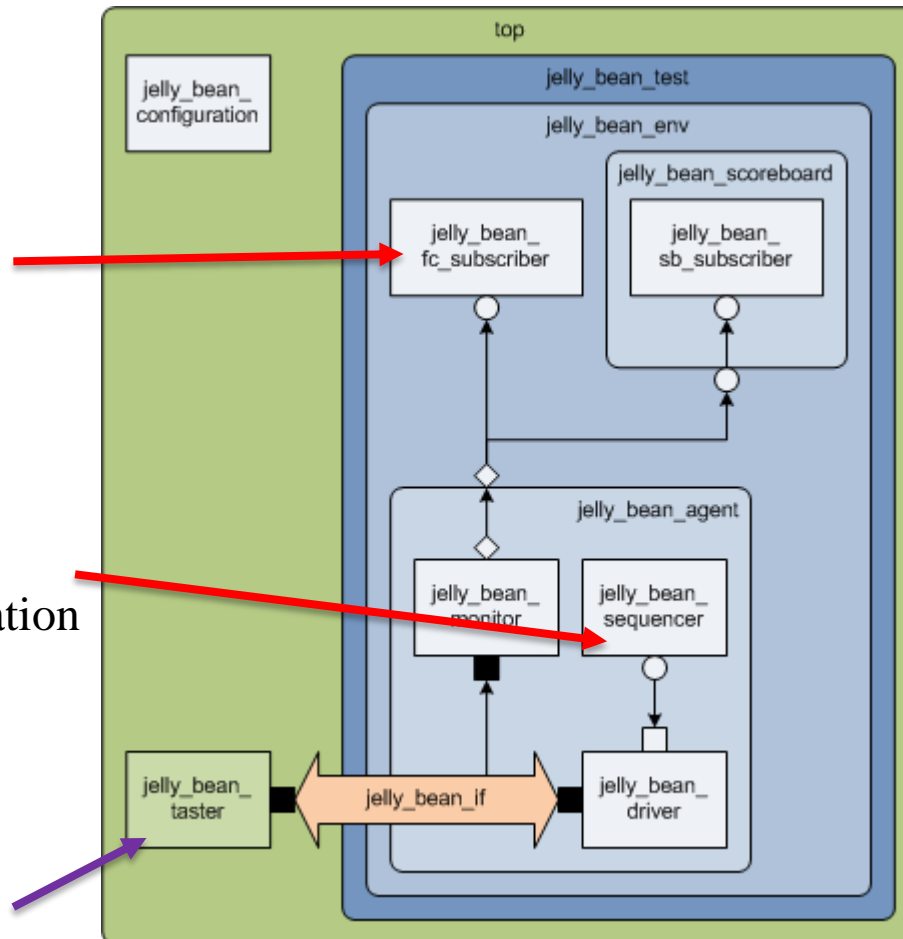 top
jelly_bean_
configuration
jelly_bean_test
jelly_bean_env
jelly_bean_scoreboard
jelly_bean_
fc_subscriber
jelly_bean_
sb_subscriber
jelly_bean_agent
ation
jelly_bean_
monitor
jelly_bean_
sequencer
jelly_bean_
taster
jelly_bean_if
jelly_bean_
driver